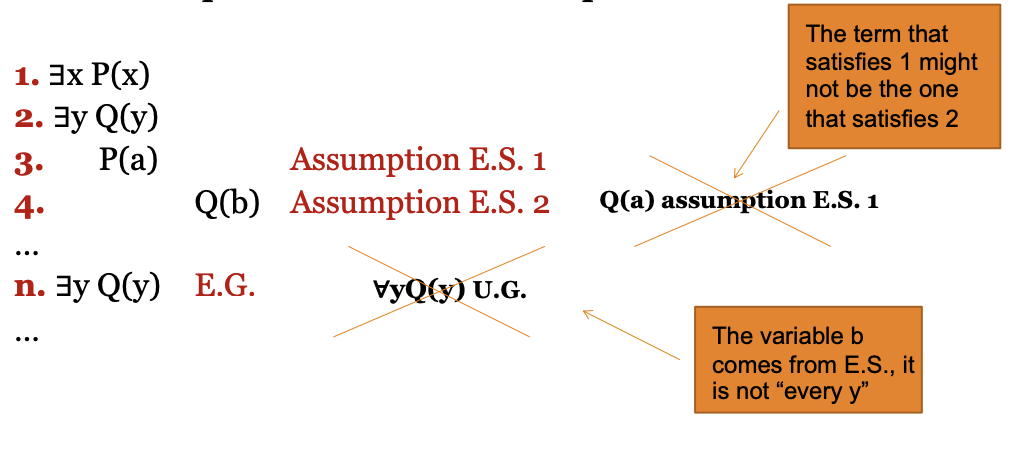 The term that
satisfies 1 might
not be the one
that satisfies 2
1. ∃x P(x)
2. ∃y Q(y)
3. P(a) Assumption E.S. 1
4. Q(b) Assumption E.S. 2 Q(a) assumption E.S. 1
...
n. ∃y Q(y) E.G. ∀yQ(y) U.G.
...
The variable b
comes from E.S., it
is not “every y”